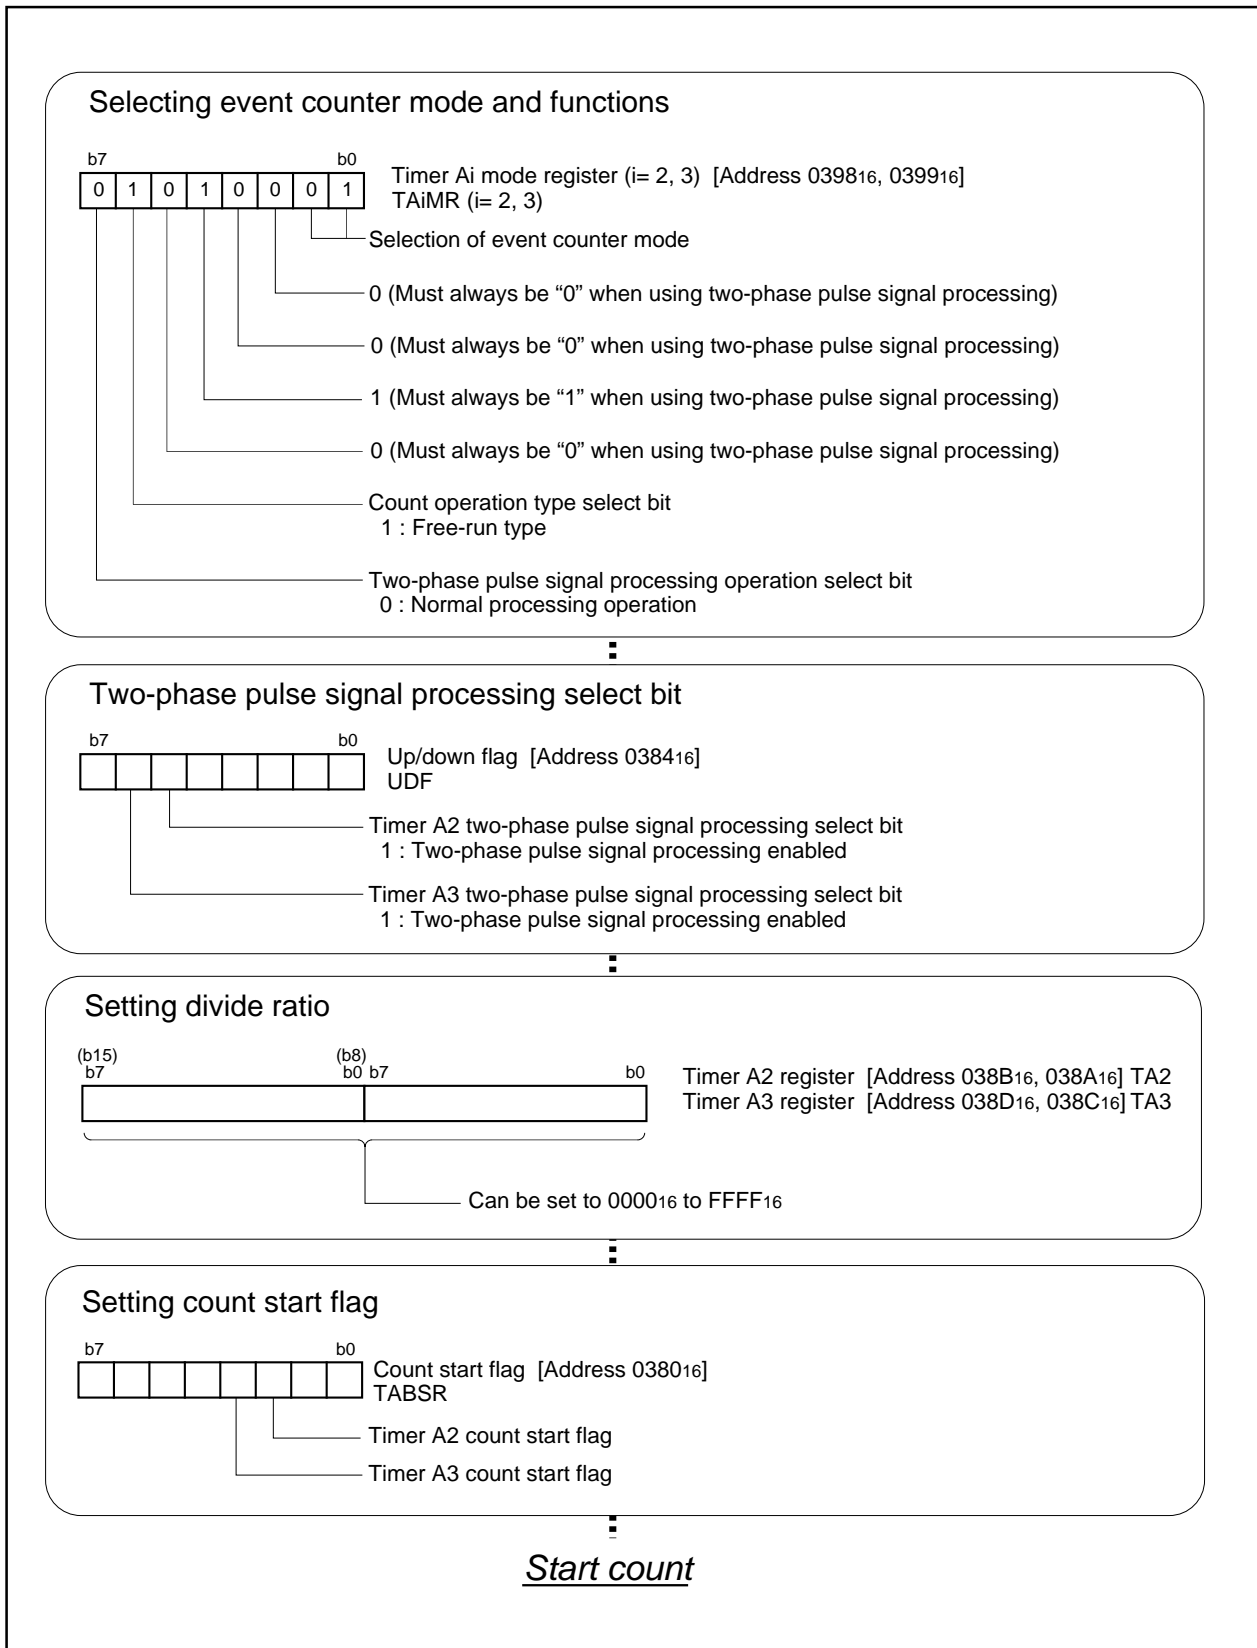 Selecting event counter mode and functions
b7 b0
0 1 0 1 0 0 0 1
Timer Ai mode register (i= 2, 3) [Address 039816, 039916]
TAiMR (i= 2, 3)
Selection of event counter mode
0 (Must always be “0” when using two-phase pulse signal processing)
0 (Must always be “0” when using two-phase pulse signal processing)
1 (Must always be “1” when using two-phase pulse signal processing)
0 (Must always be “0” when using two-phase pulse signal processing)
Count operation type select bit
1 : Free-run type
Two-phase pulse signal processing operation select bit
0 : Normal processing operation
Two-phase pulse signal processing select bit
b7 b0
Up/down flag [Address 038416]
UDF
Timer A2 two-phase pulse signal processing select bit
1 : Two-phase pulse signal processing enabled
Timer A3 two-phase pulse signal processing select bit
1 : Two-phase pulse signal processing enabled
Setting divide ratio
(b15) (b8)
b7 b0 b7 b0
Timer A2 register [Address 038B16, 038A16] TA2
Timer A3 register [Address 038D16, 038C16] TA3
Can be set to 000016 to FFFF16
Setting count start flag
b7 b0
Count start flag [Address 038016]
TABSR
Timer A2 count start flag
Timer A3 count start flag
Start count